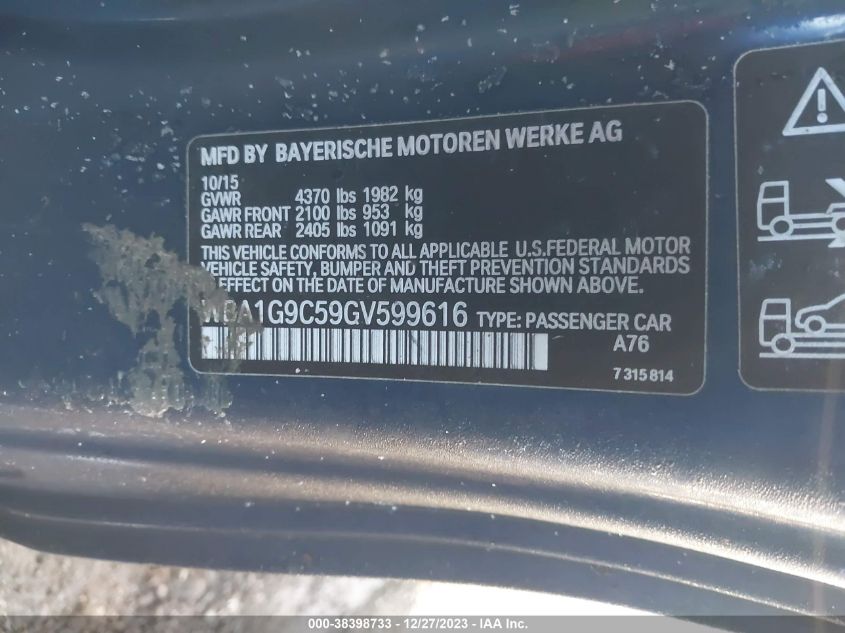 MFD BY BAYERISCHE MOTOREN WERKE AG
10/15
GVWR 4370 lbs 1982 kg
GAWR FRONT 2100 lbs 953 kg
GAWR REAR 2405 lbs 1091 kg
THIS VEHICLE CONFORMS TO ALL APPLICABLE U.S.FEDERAL MOTOR
VEHICLE SAFETY, BUMPER AND THEFT PREVENTION STANDARDS
EFFECT ON THE DATE OF MANUFACTURE SHOWN ABOVE.
WBA1G9C59GV599616 TYPE: PASSENGER CAR
A76
7 315 814
000-38398733 - 12/27/2023 - IAA Inc.